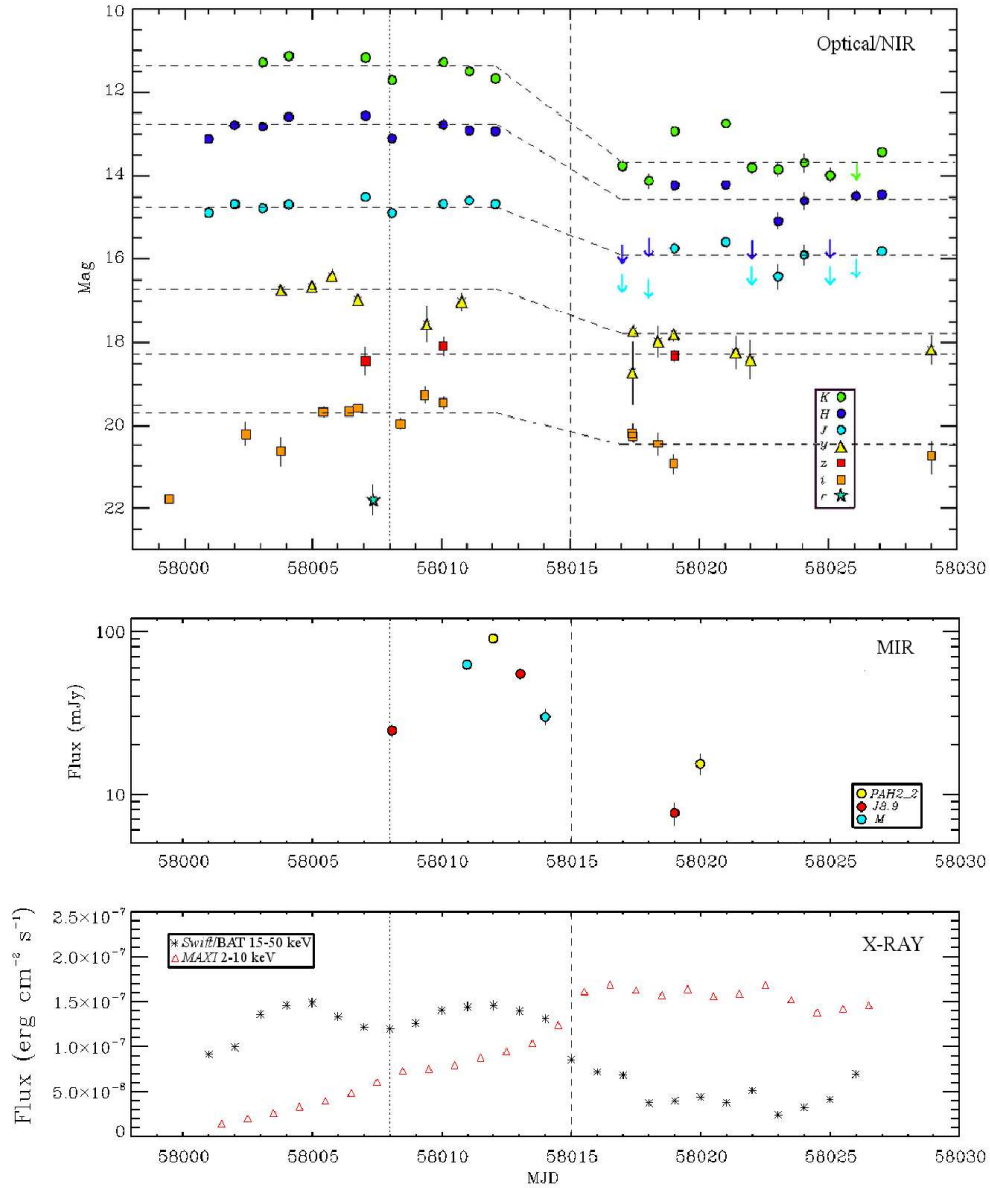 Optical/NIR
Mag
10
12
14
16
18
20
22
K
H
J
y
z
i
r
58000 58005 58010 58015 58020 58025 58030
MIR
Flux (mJy)
100
10
PAH2_2
J8.9
M
58000 58005 58010 58015 58020 58025 58030
X-RAY
Flux (erg cm⁻² s⁻¹)
2.5×10⁻⁷
2.0×10⁻⁷
1.5×10⁻⁷
1.0×10⁻⁷
5.0×10⁻⁸
0
Swift/BAT 15-50 keV
MAXI 2-10 keV
58000 58005 58010 58015 58020 58025 58030
MJD